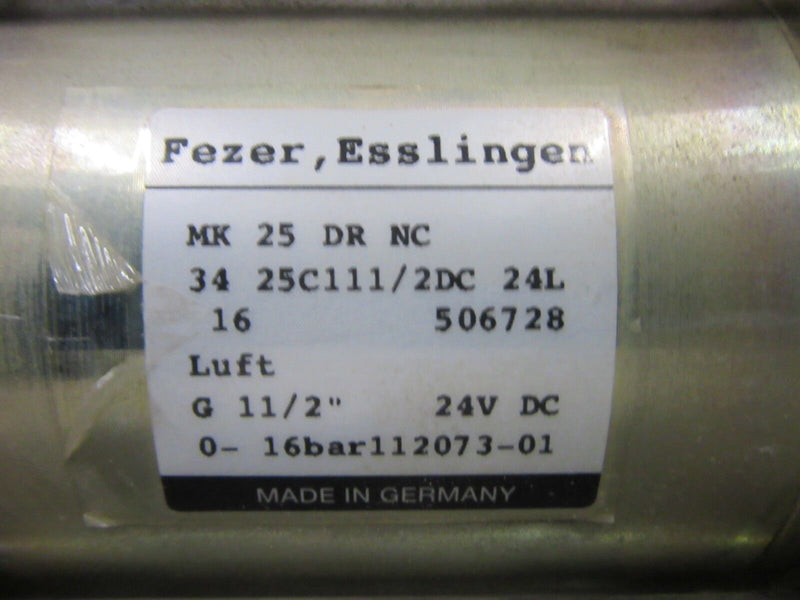 Fezer,Esslingen
MK 25 DR NC
34 25C111/2DC 24L
16 506728
Luft
G 11/2" 24V DC
0- 16bar112073-01
MADE IN GERMANY